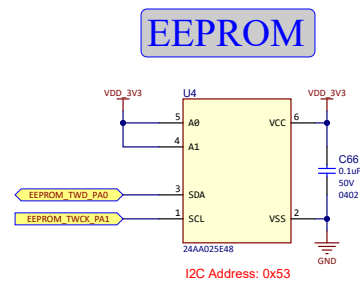 EEPROM
VDD_3V3
U4
VDD_3V3
5 A0 VCC 6
4 A1
C66
0.1uF
50V
0402
EEPROM_TWD_PA0 3 SDA
EEPROM_TWCK_PA1 1 SCL VSS 2
24AA025E48
GND
I2C Address: 0x53